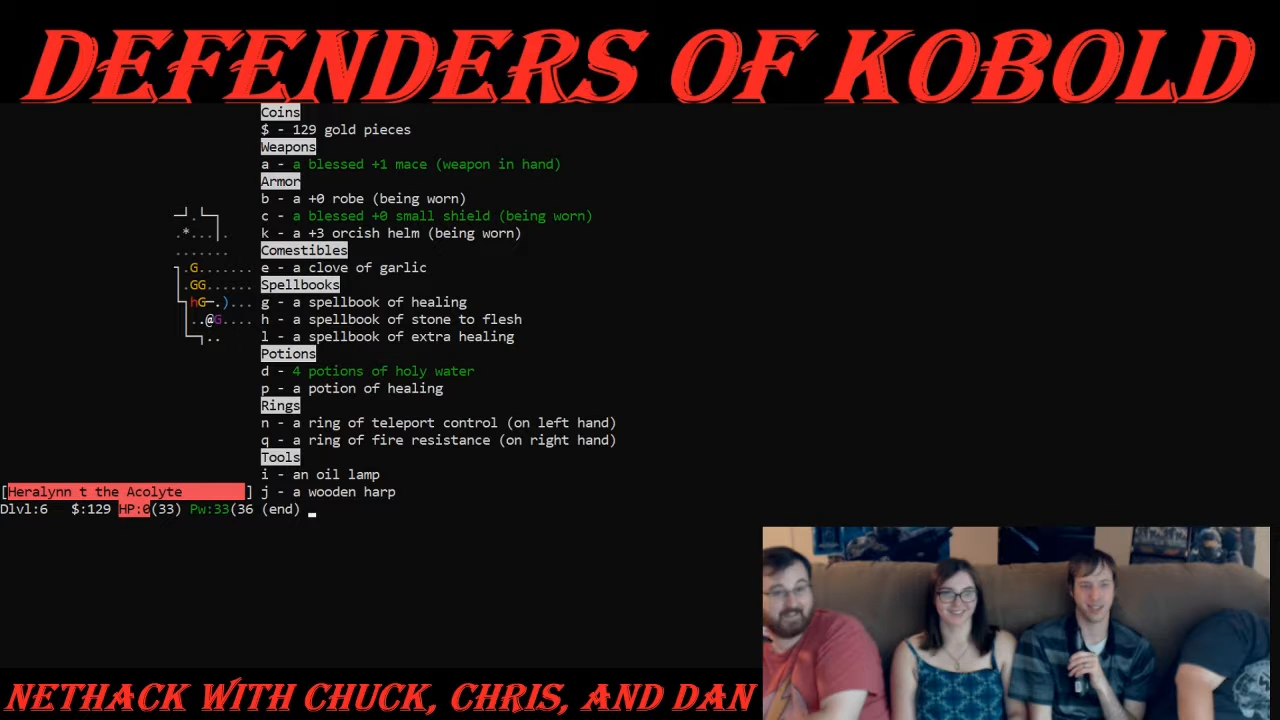 DEFENDERS OF KOBOLD
Coins
$ - 129 gold pieces
Weapons
a - a blessed +1 mace (weapon in hand)
Armor
b - a +0 robe (being worn)
c - a blessed +0 small shield (being worn)
k - a +3 orcish helm (being worn)
Comestibles
e - a clove of garlic
Spellbooks
g - a spellbook of healing
h - a spellbook of stone to flesh
l - a spellbook of extra healing
Potions
d - 4 potions of holy water
p - a potion of healing
Rings
n - a ring of teleport control (on left hand)
q - a ring of fire resistance (on right hand)
Tools
i - an oil lamp
[Heralynn t the Acolyte ] j - a wooden harp
Dlvl:6 $:129 HP:0(33) Pw:33(36 (end)
NETHACK WITH CHUCK, CHRIS, AND DAN